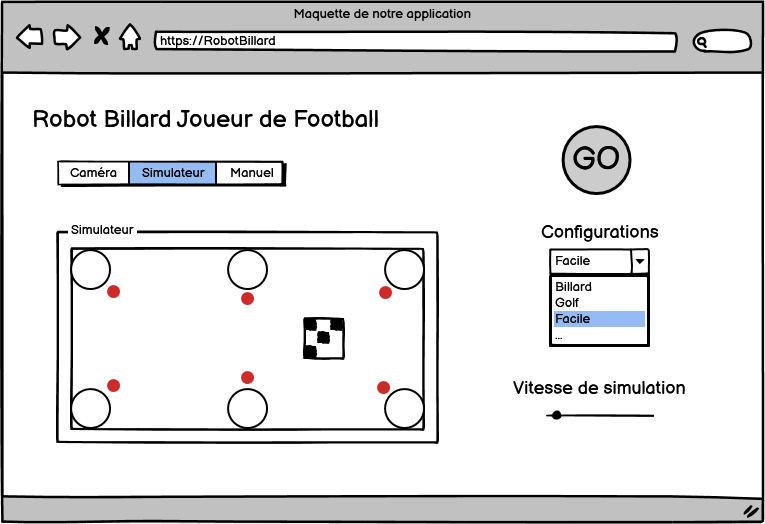 Maquette de notre application
https://RobotBillard
Robot Billard Joueur de Football
GO
Caméra Simulateur Manuel
Simulateur
Configurations
Facile
Billard
Golf
Facile
...
Vitesse de simulation